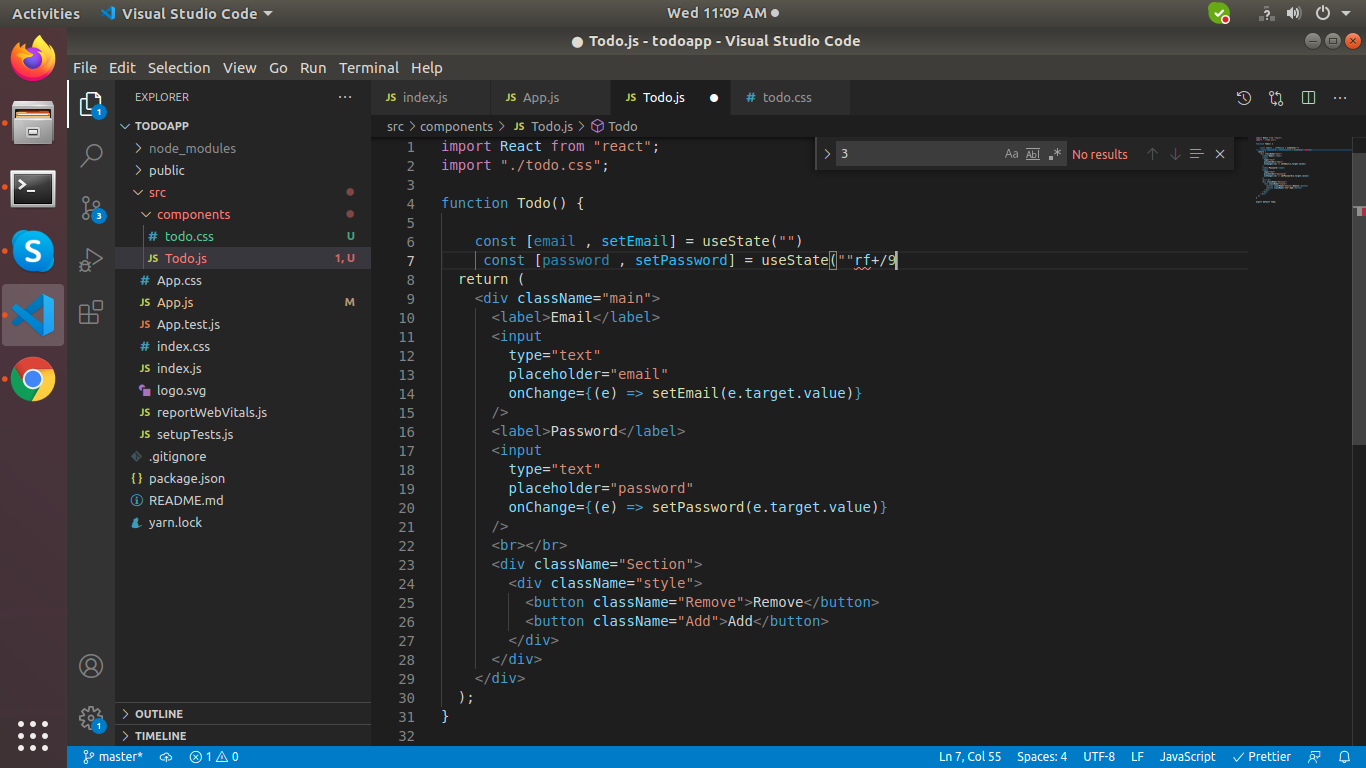 Activities Visual Studio Code Wed 11:09 AM
Todo.js - todoapp - Visual Studio Code
File Edit Selection View Go Run Terminal Help
EXPLORER
TODOAPP
node_modules
public
src
components
todo.css U
Todo.js 1, U
App.css
App.js M
App.test.js
index.css
index.js
logo.svg
reportWebVitals.js
setupTests.js
.gitignore
package.json
README.md
yarn.lock
OUTLINE
TIMELINE
1
3
1
JS index.js JS App.js JS Todo.js # todo.css
src > components > JS Todo.js > Todo
3 Aa Abl .* No results
1 import React from "react";
2 import "./todo.css";
3
4 function Todo() {
5
6 const [email , setEmail] = useState("")
7 const [password , setPassword] = useState(""rf+/9
8 return (
9 <div className="main">
10 <label>Email</label>
11 <input
12 type="text"
13 placeholder="email"
14 onChange={(e) => setEmail(e.target.value)}
15 />
16 <label>Password</label>
17 <input
18 type="text"
19 placeholder="password"
20 onChange={(e) => setPassword(e.target.value)}
21 />
22 <br></br>
23 <div className="Section">
24 <div className="style">
25 <button className="Remove">Remove</button>
26 <button className="Add">Add</button>
27 </div>
28 </div>
29 </div>
30 );
31 }
32
master* 1 0 Ln 7, Col 55 Spaces: 4 UTF-8 LF JavaScript Prettier